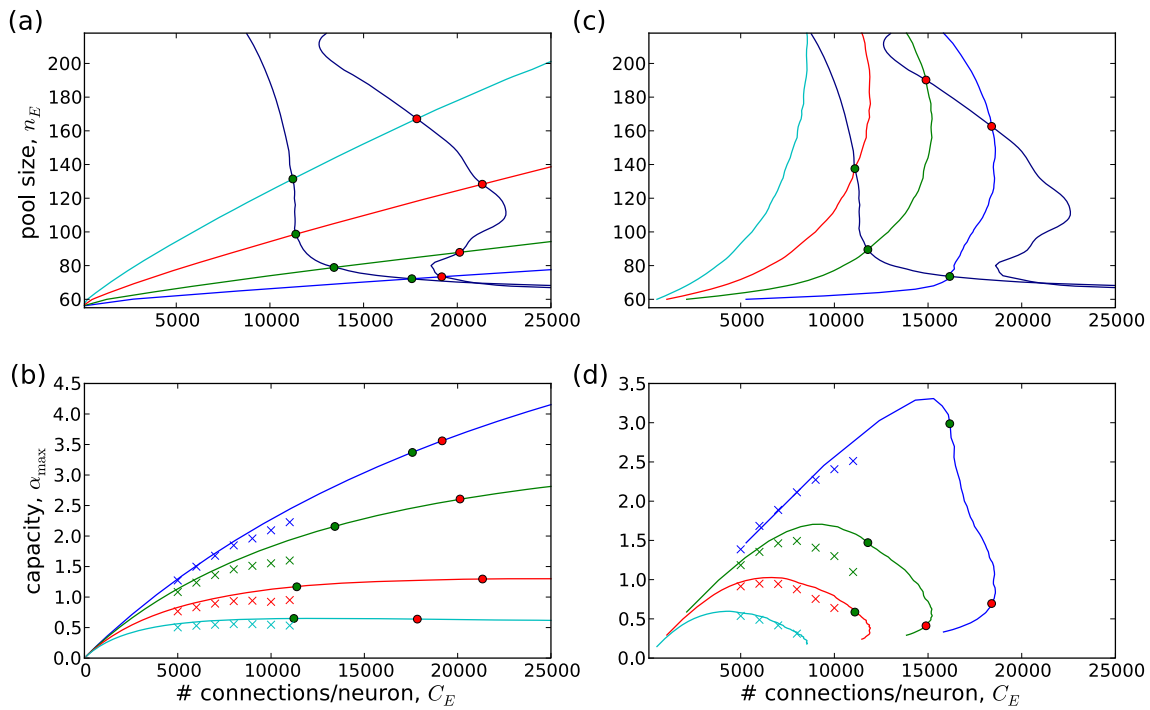 (a)
pool size, n_E
200
180
160
140
120
100
80
60
5000 10000 15000 20000 25000
(c)
200
180
160
140
120
100
80
60
5000 10000 15000 20000 25000
(b)
capacity, α_max
4.5
4.0
3.5
3.0
2.5
2.0
1.5
1.0
0.5
0.0
0 5000 10000 15000 20000 25000
# connections/neuron, C_E
(d)
3.5
3.0
2.5
2.0
1.5
1.0
0.5
0.0
5000 10000 15000 20000 25000
# connections/neuron, C_E